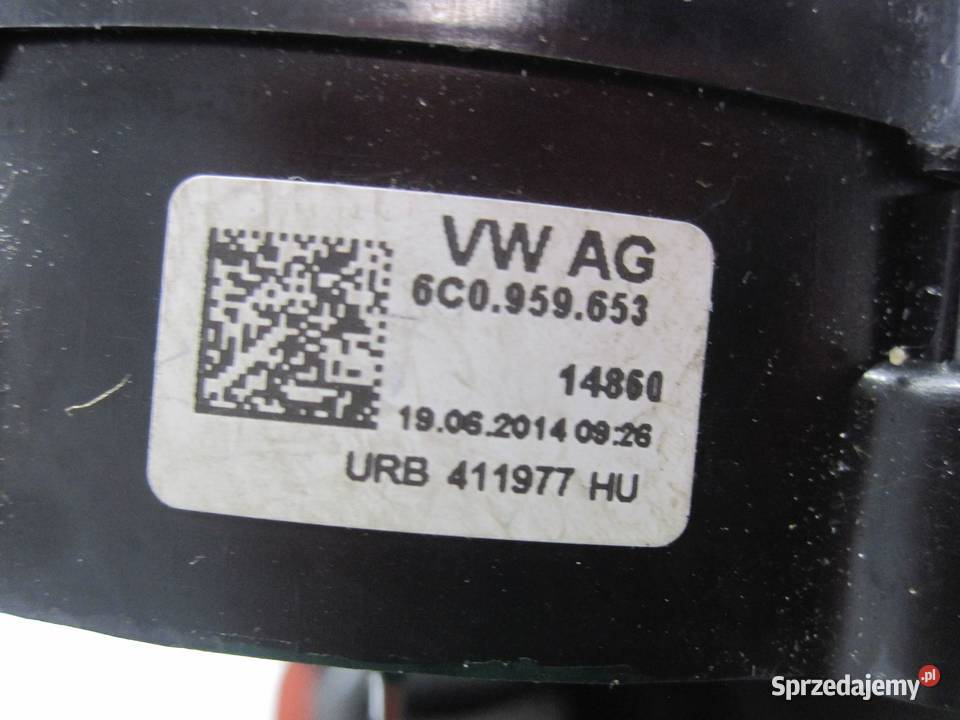 VW AG
6C0.959.653
14860
19.06.2014 09:26
URB 411977 HU
Sprzedajemy.pl